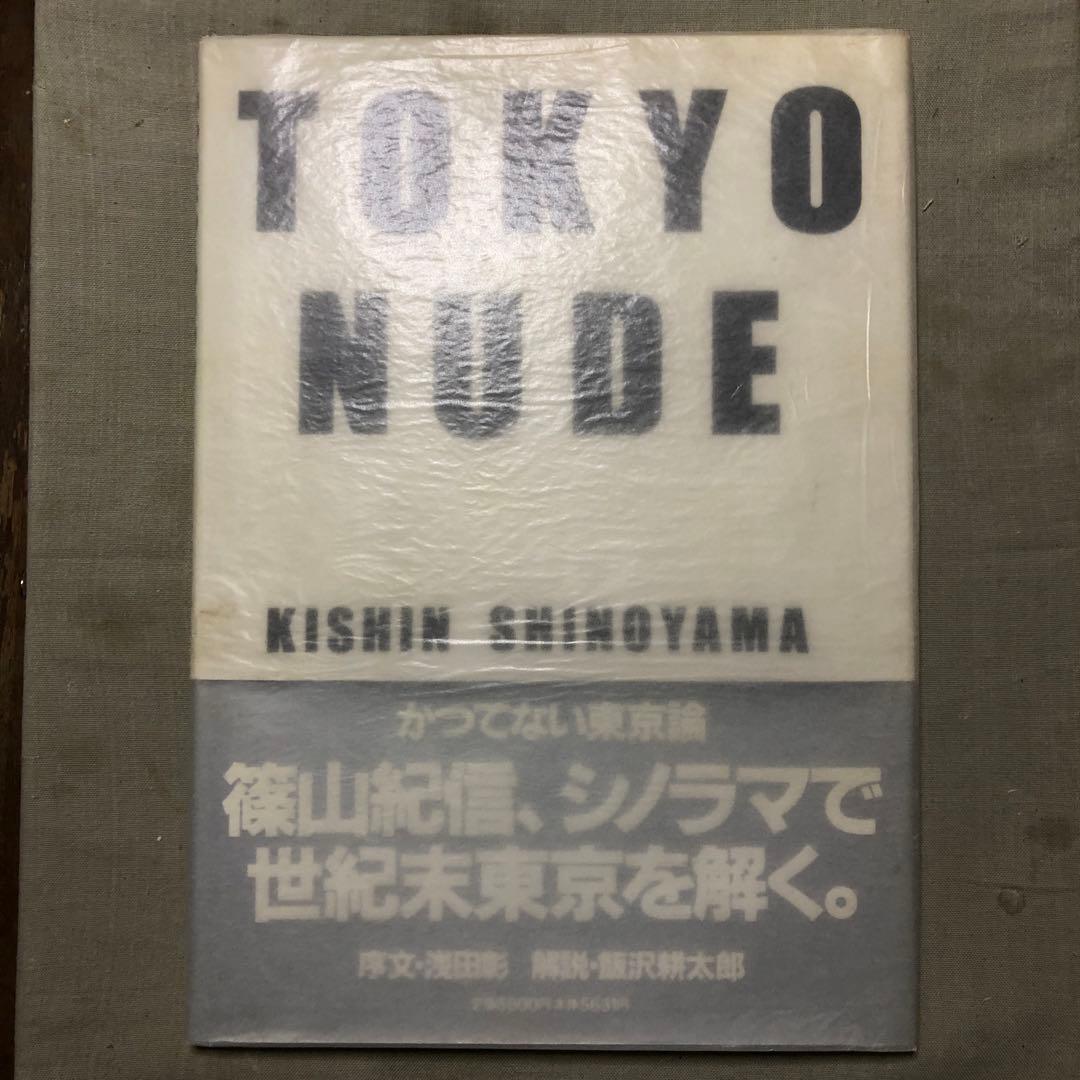 TOKYO
NUDE
KISHIN SHINOYAMA
かつてない東京論
篠山紀信、シノラマで
世紀末東京を解く。
序文・浅田彰 解説・飯沢耕太郎